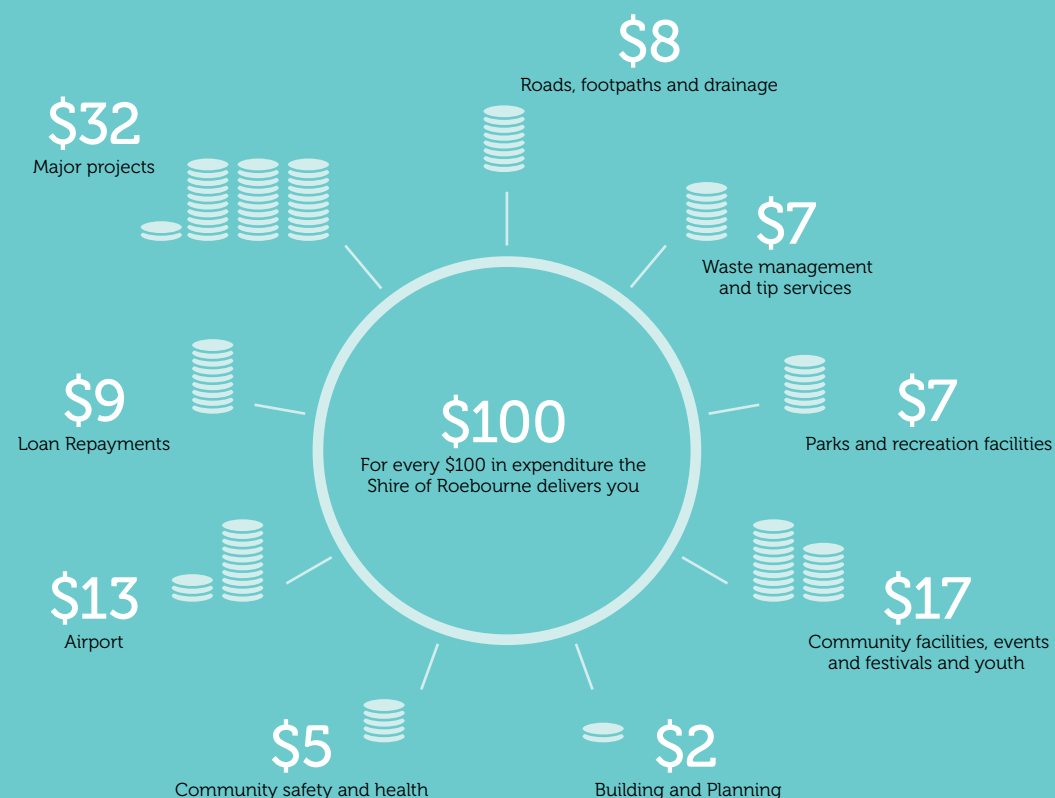 $8
Roads, footpaths and drainage
$32
Major projects
$7
Waste management
and tip services
$9
Loan Repayments
$100
For every $100 in expenditure the
Shire of Roebourne delivers you
$7
Parks and recreation facilities
$13
Airport
$17
Community facilities, events
and festivals and youth
$5
Community safety and health
$2
Building and Planning